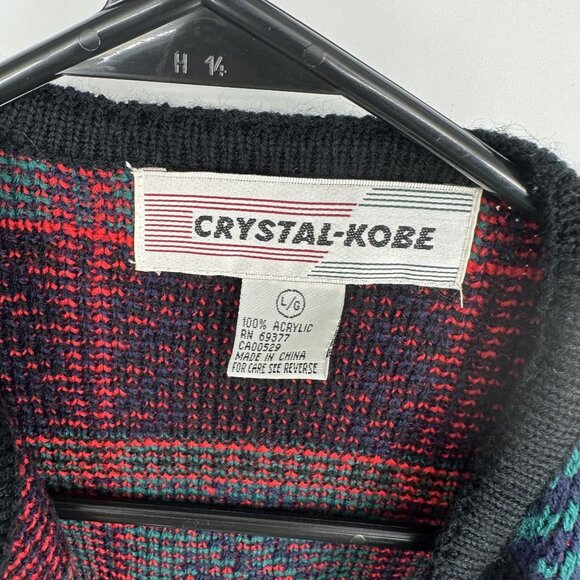 H 14
CRYSTAL-KOBE
L/G
100% ACRYLIC
RN 69377
CA00529
MADE IN CHINA
FOR CARE SEE REVERSE